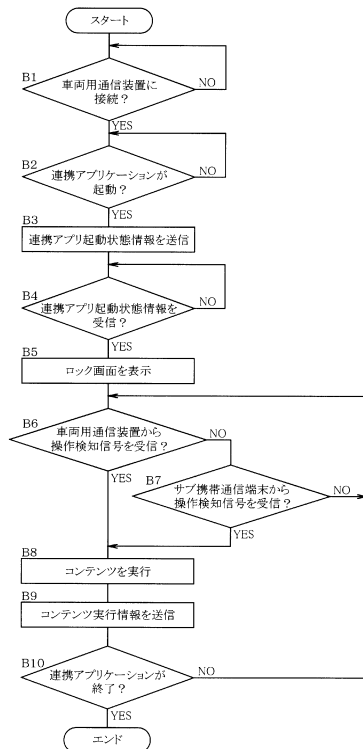 スタート
B1
車両用通信装置に
接続？
NO
YES
B2
連携アプリケーションが
起動？
NO
YES
B3
連携アプリ起動状態情報を送信
B4
連携アプリ起動状態情報を
受信？
NO
YES
B5
ロック画面を表示
B6
車両用通信装置から
操作検知信号を受信？
NO
YES
B7
サブ携帯通信端末から
操作検知信号を受信？
NO
YES
B8
コンテンツを実行
B9
コンテンツ実行情報を送信
B10
連携アプリケーションが
終了？
NO
YES
エンド